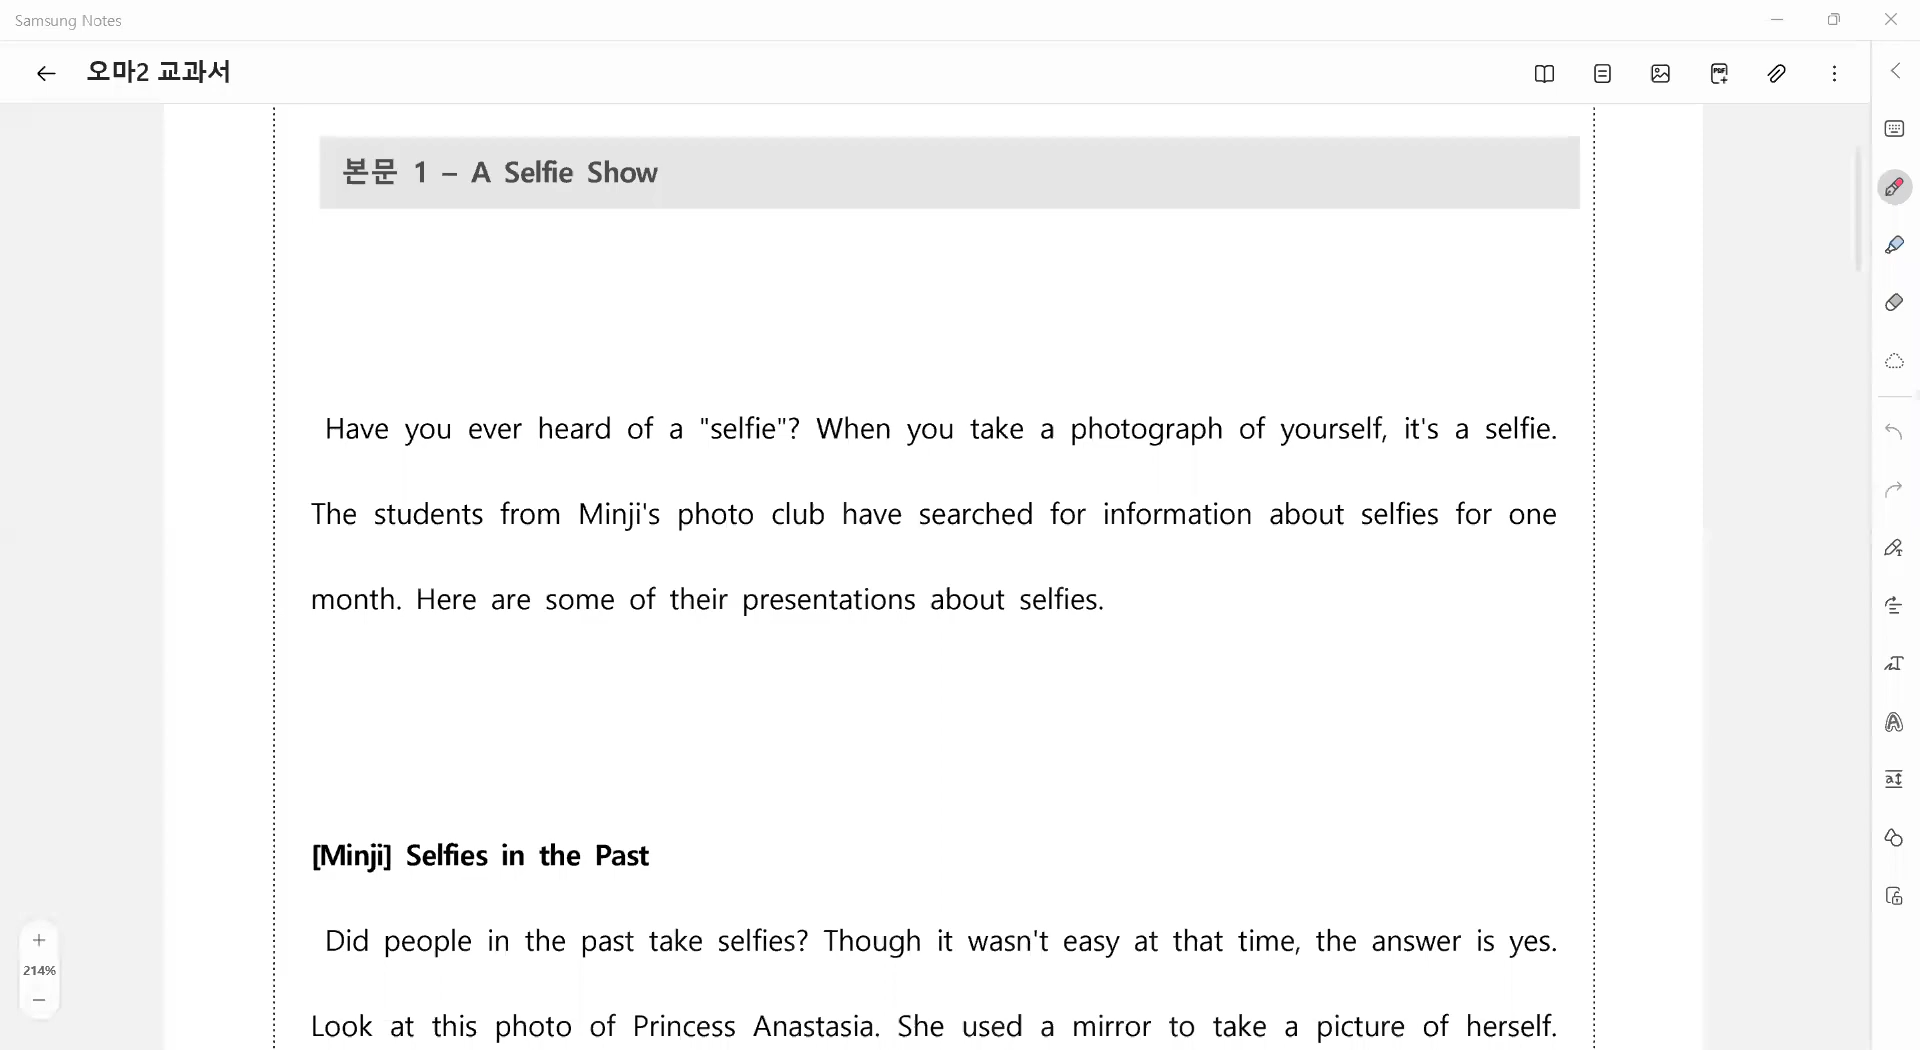 Samsung Notes
오마2 교과서
본문 1 – A Selfie Show
Have you ever heard of a "selfie"? When you take a photograph of yourself, it's a selfie.
The students from Minji's photo club have searched for information about selfies for one
month. Here are some of their presentations about selfies.
[Minji] Selfies in the Past
Did people in the past take selfies? Though it wasn't easy at that time, the answer is yes.
Look at this photo of Princess Anastasia. She used a mirror to take a picture of herself.
214%